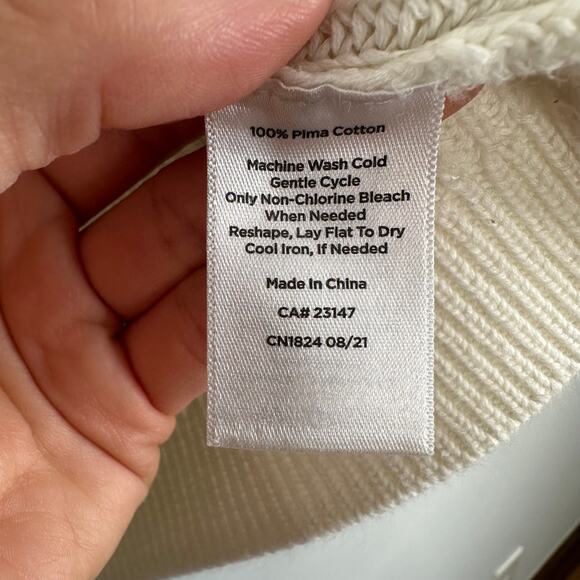 100% Pima Cotton
Machine Wash Cold
Gentle Cycle
Only Non-Chlorine Bleach
When Needed
Reshape, Lay Flat To Dry
Cool Iron, If Needed
Made In China
CA# 23147
CN1824 08/21